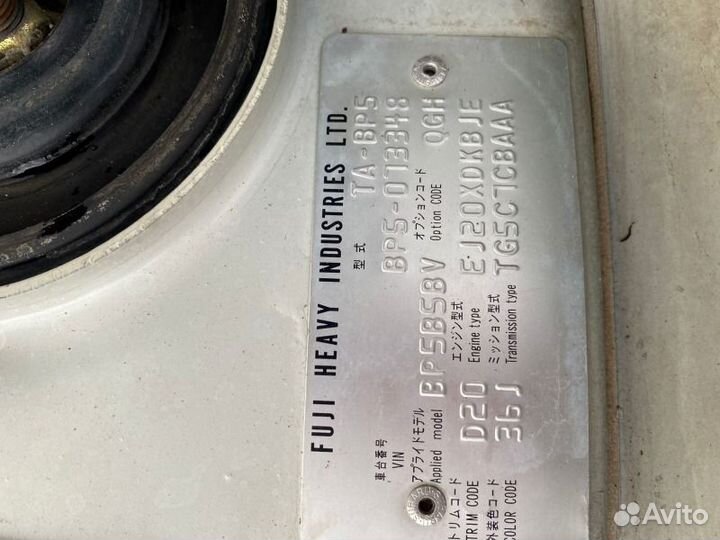 FUJI HEAVY INDUSTRIES LTD.
型式 TA-BP5
車台番号
VIN BP5-073348
アプライドモデル
Applied model BP5B5BV オプションコード
Option CODE QGH
トリムコード
TRIM CODE D20 エンジン型式
Engine type EJ20XDKBJE
外装色コード
COLOR CODE 36J ミッション型式
Transmission type TG5C7CBAAA
Avito